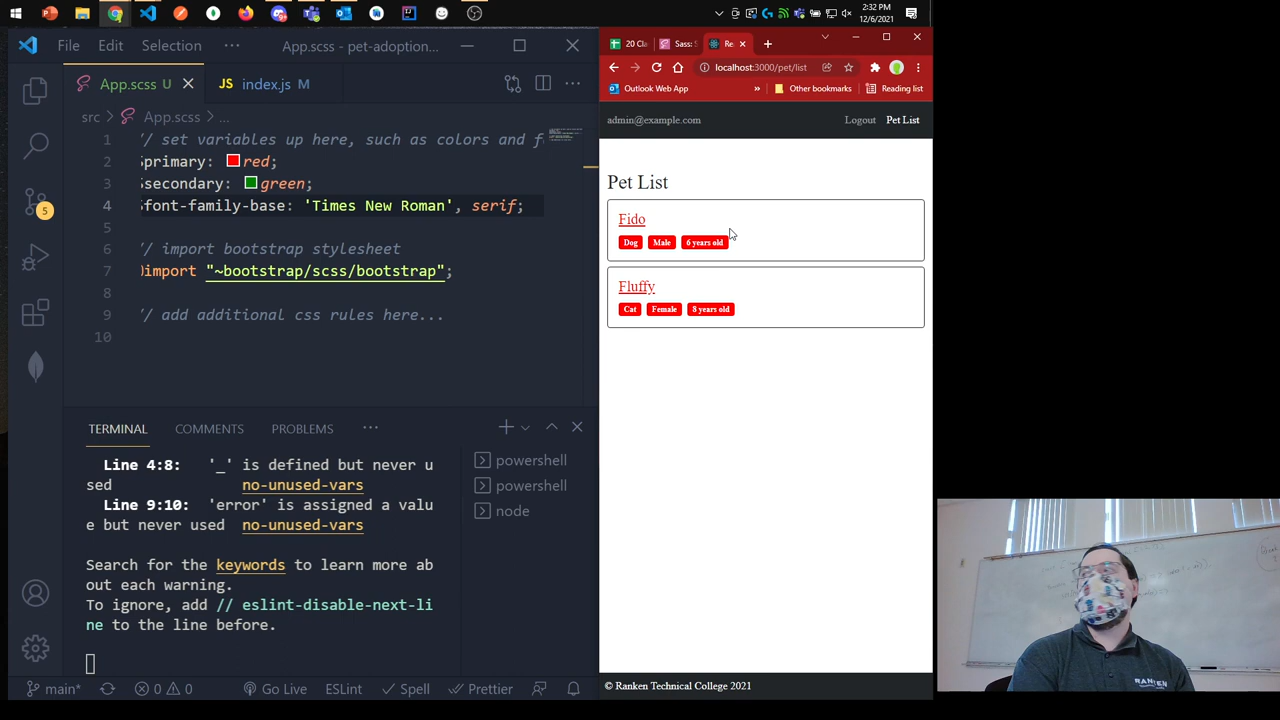 2:32 PM
12/6/2021
File Edit Selection ··· App.scss - pet-adoption...
App.scss U
JS index.js M
src > App.scss > ...
1 // set variables up here, such as colors and f
2 $primary: red;
3 $secondary: green;
4 $font-family-base: 'Times New Roman', serif;
5
6 // import bootstrap stylesheet
7 @import "~bootstrap/scss/bootstrap";
8
9 // add additional css rules here...
10
5
TERMINAL COMMENTS PROBLEMS ···
Line 4:8: '_' is defined but never u
sed no-unused-vars
Line 9:10: 'error' is assigned a valu
e but never used no-unused-vars
Search for the keywords to learn more ab
out each warning.
To ignore, add // eslint-disable-next-li
ne to the line before.
powershell
powershell
node
main* 0 0 Go Live ESLint Spell Prettier
20 Cla
Sass: S
Re
localhost:3000/pet/list
Outlook Web App » Other bookmarks Reading list
admin@example.com Logout Pet List
Pet List
Fido
Dog Male 6 years old
Fluffy
Cat Female 8 years old
© Ranken Technical College 2021
RANKEN